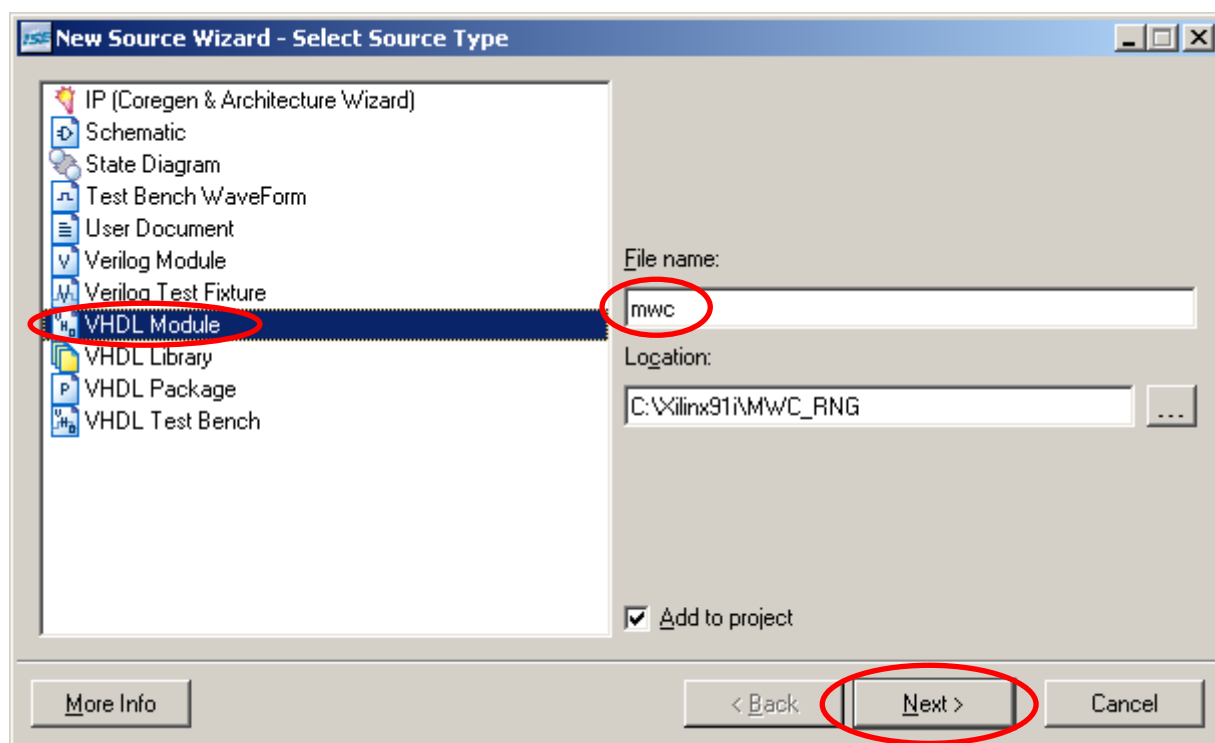 ISE New Source Wizard - Select Source Type
IP (Coregen & Architecture Wizard)
Schematic
State Diagram
Test Bench WaveForm
User Document
Verilog Module
Verilog Test Fixture
VHDL Module
VHDL Library
VHDL Package
VHDL Test Bench
File name:
mwc
Location:
C:\Xilinx91i\MWC_RNG
...
Add to project
More Info
< Back
Next >
Cancel